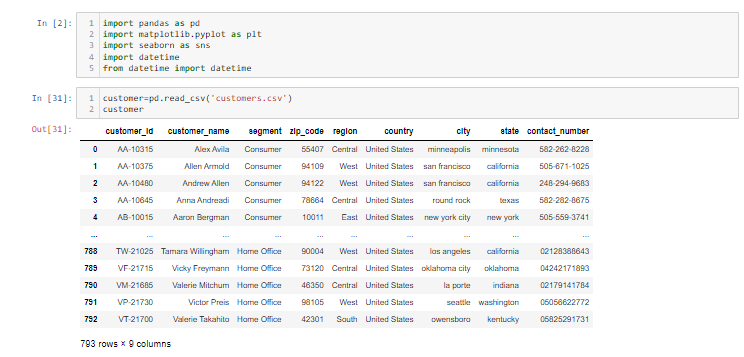 In [2]:
1 import pandas as pd
2 import matplotlib.pyplot as plt
3 import seaborn as sns
4 import datetime
5 from datetime import datetime
In [31]:
1 customer=pd.read_csv('customers.csv')
2 customer
Out[31]:
customer_id customer_name segment zip_code region country city state contact_number
0 AA-10315 Alex Avila Consumer 55407 Central United States minneapolis minnesota 582-262-8228
1 AA-10375 Allen Armold Consumer 94109 West United States san francisco california 505-671-1025
2 AA-10480 Andrew Allen Consumer 94122 West United States san francisco california 248-294-9683
3 AA-10645 Anna Andreadi Consumer 78664 Central United States round rock texas 582-282-8675
4 AB-10015 Aaron Bergman Consumer 10011 East United States new york city new york 505-559-3741
... ... ... ... ... ... ... ... ... ...
788 TW-21025 Tamara Willingham Home Office 90004 West United States los angeles california 02128388643
789 VF-21715 Vicky Freymann Home Office 73120 Central United States oklahoma city oklahoma 04242171893
790 VM-21685 Valerie Mitchum Home Office 46350 Central United States la porte indiana 02179141784
791 VP-21730 Victor Preis Home Office 98105 West United States seattle washington 05056622772
792 VT-21700 Valerie Takahito Home Office 42301 South United States owensboro kentucky 05825291731
793 rows × 9 columns